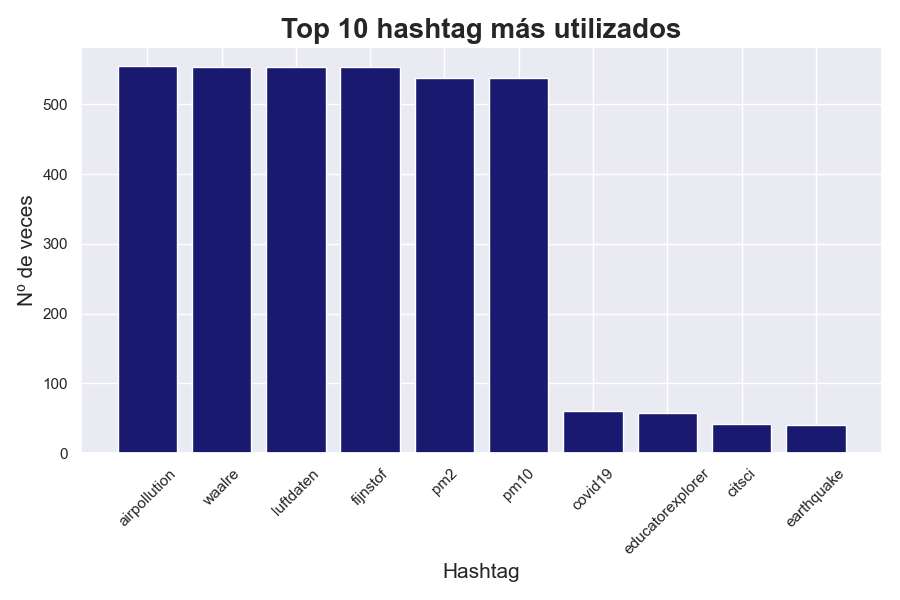 Top 10 hashtag más utilizados
Nº de veces
500
400
300
200
100
0
airpollution
waalre
luftdaten
fijnstof
pm2
pm10
covid19
educatorexplorer
citsci
earthquake
Hashtag